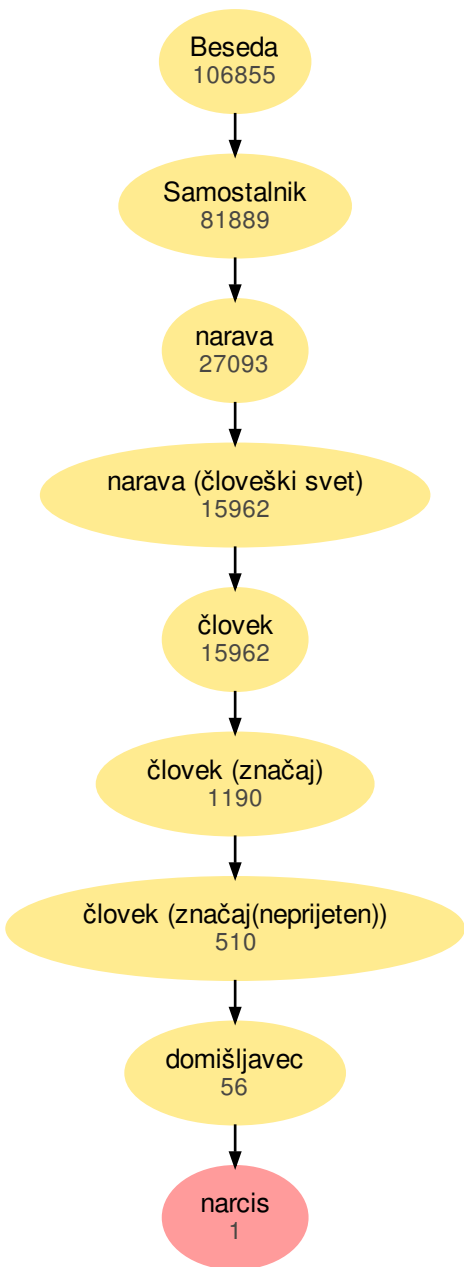 Beseda
106855
Samostalnik
81889
narava
27093
narava (človeški svet)
15962
človek
15962
človek (značaj)
1190
človek (značaj(neprijeten))
510
domišljavec
56
narcis
1